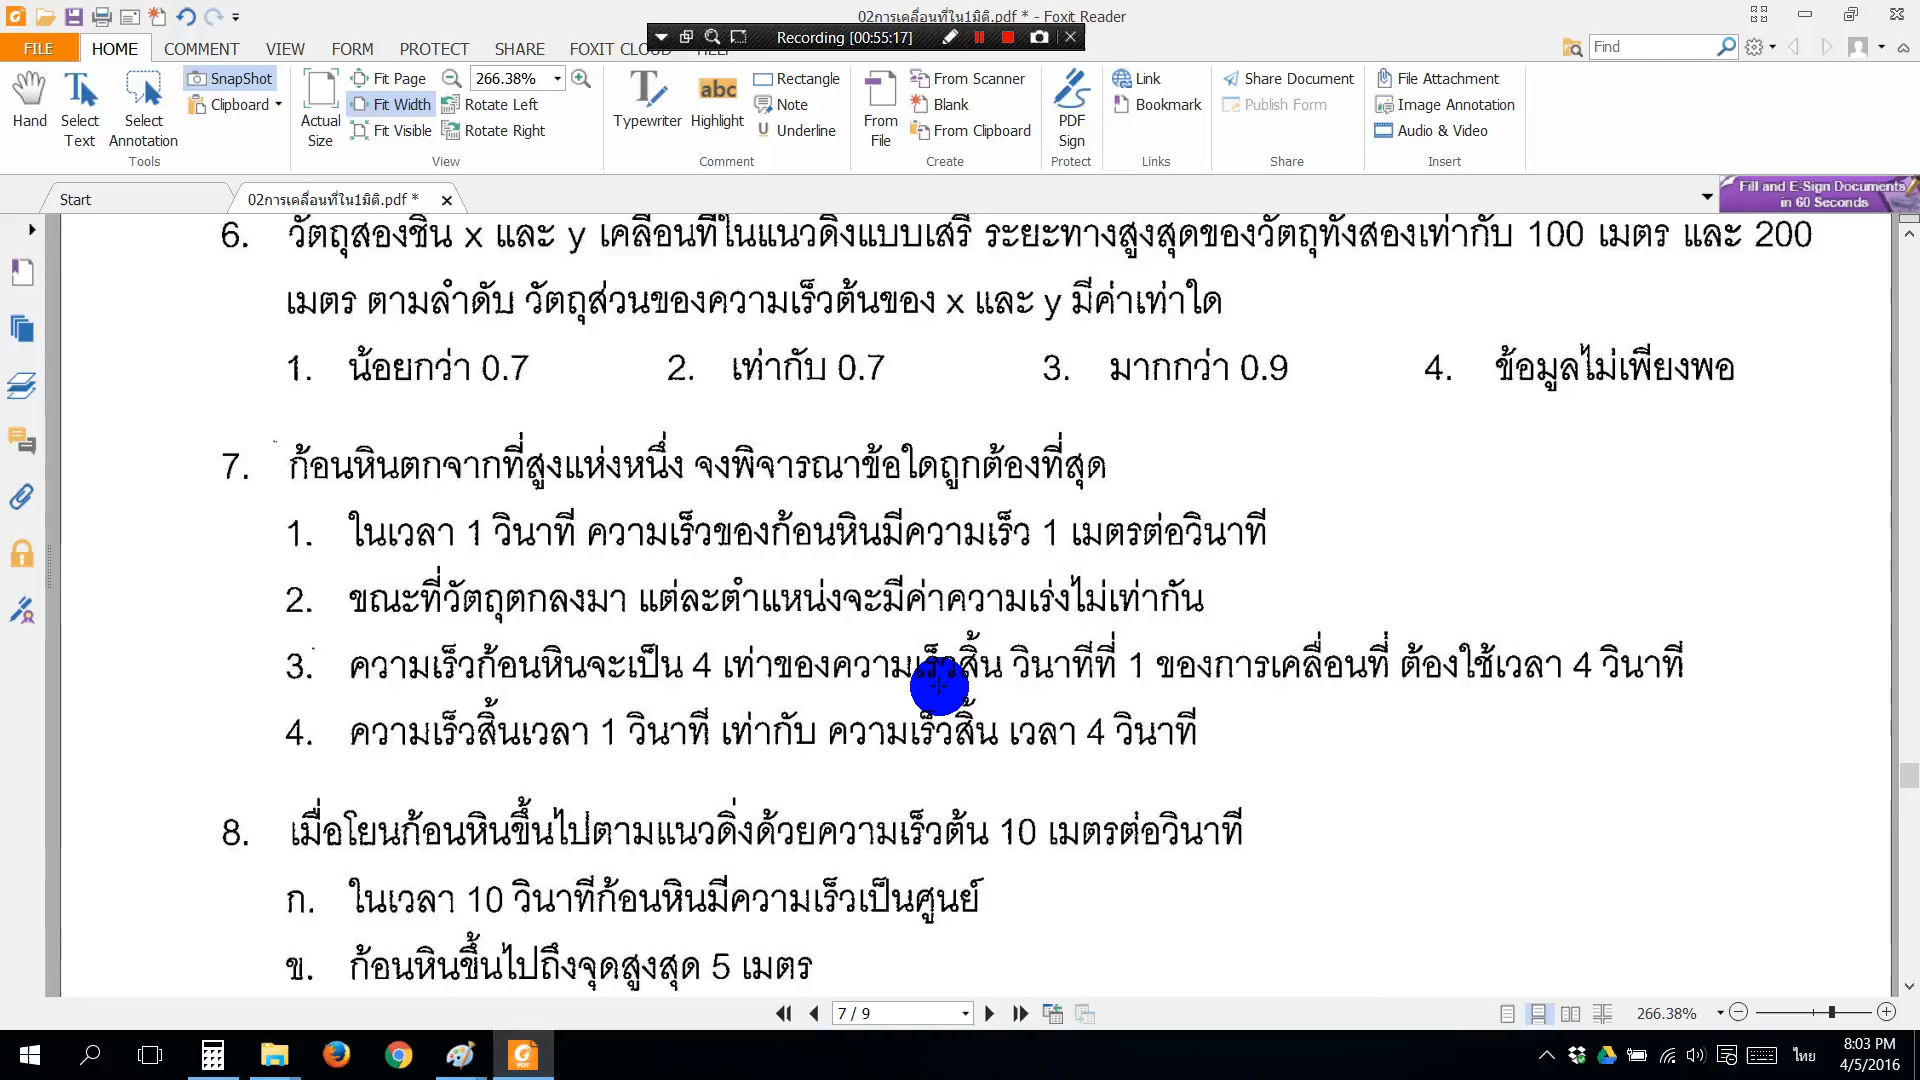 02การเคลื่อนที่ใน1มิติ.pdf * - Foxit Reader
Recording [00:55:17]
FILE HOME COMMENT VIEW FORM PROTECT SHARE FOXIT CLOUD HELP Find
SnapShot Fit Page 266.38% Rectangle From Scanner Link Share Document File Attachment
Clipboard Fit Width Rotate Left Note Blank Bookmark Publish Form Image Annotation
Hand Select Text Select Annotation Actual Size Fit Visible Rotate Right Typewriter abc Highlight Underline From File From Clipboard PDF Sign Audio & Video
Tools View Comment Create Protect Links Share Insert
Start 02การเคลื่อนที่ใน1มิติ.pdf * Fill and E-Sign Documents in 60 Seconds
6. วัตถุสองชิ้น x และ y เคลื่อนที่ในแนวดิ่งแบบเสรี ระยะทางสูงสุดของวัตถุทั้งสองเท่ากับ 100 เมตร และ 200
เมตร ตามลำดับ วัตถุส่วนของความเร็วต้นของ x และ y มีค่าเท่าใด
1. น้อยกว่า 0.7 2. เท่ากับ 0.7 3. มากกว่า 0.9 4. ข้อมูลไม่เพียงพอ
7. ก้อนหินตกจากที่สูงแห่งหนึ่ง จงพิจารณาข้อใดถูกต้องที่สุด
1. ในเวลา 1 วินาที ความเร็วของก้อนหินมีความเร็ว 1 เมตรต่อวินาที
2. ขณะที่วัตถุตกลงมา แต่ละตำแหน่งจะมีค่าความเร่งไม่เท่ากัน
3. ความเร็วก้อนหินจะเป็น 4 เท่าของความเร็วสิ้น วินาทีที่ 1 ของการเคลื่อนที่ ต้องใช้เวลา 4 วินาที
4. ความเร็วสิ้นเวลา 1 วินาที เท่ากับ ความเร็วสิ้น เวลา 4 วินาที
8. เมื่อโยนก้อนหินขึ้นไปตามแนวดิ่งด้วยความเร็วต้น 10 เมตรต่อวินาที
ก. ในเวลา 10 วินาทีก้อนหินมีความเร็วเป็นศูนย์
ข. ก้อนหินขึ้นไปถึงจุดสูงสุด 5 เมตร
7 / 9 266.38%
ไทย 8:03 PM
4/5/2016